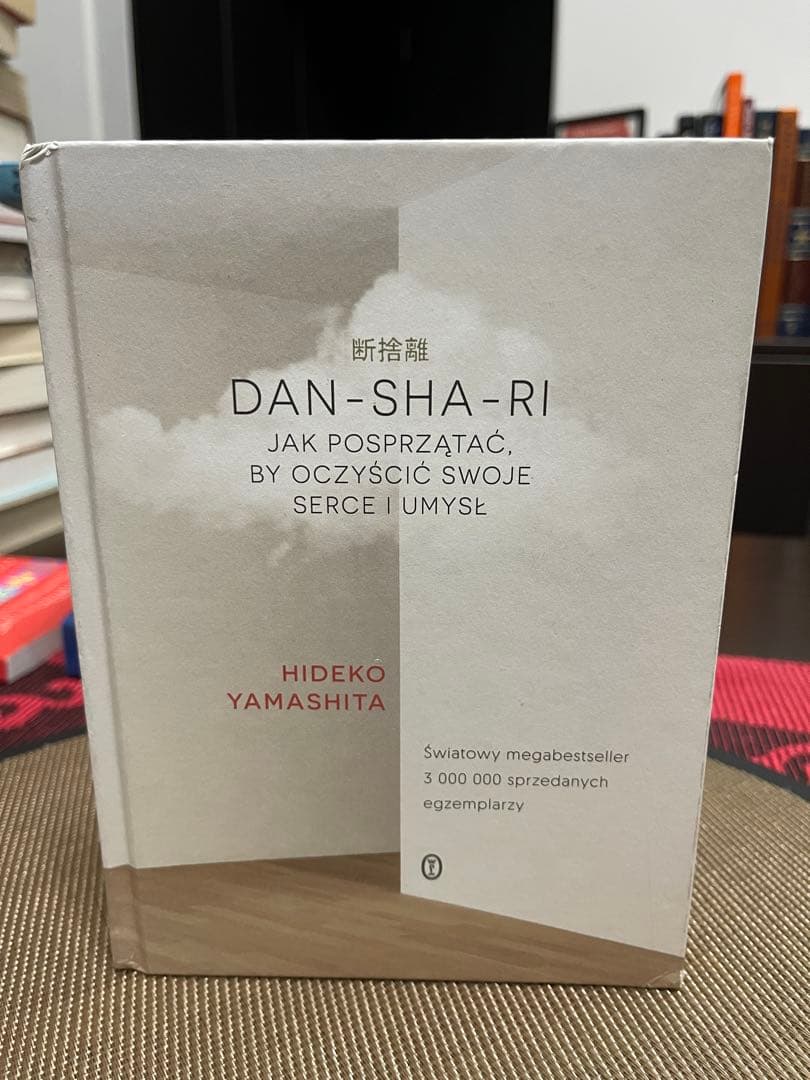 断捨離
DAN-SHA-RI
JAK POSPRZĄTAĆ,
BY OCZYŚCIĆ SWOJE
SERCE I UMYSŁ
HIDEKO
YAMASHITA
Światowy megabestseller
3 000 000 sprzedanych
egzemplarzy